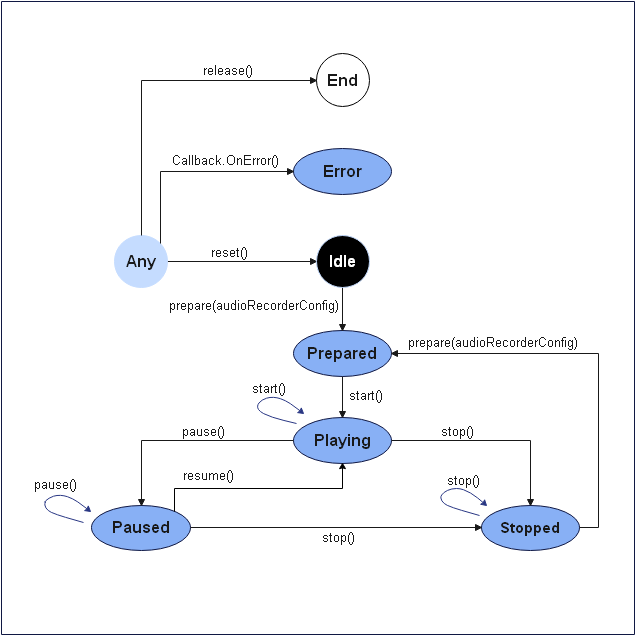 release()
End
Callback.OnError()
Error
Any
reset()
Idle
prepare(audioRecorderConfig)
Prepared
prepare(audioRecorderConfig)
start()
start()
Playing
pause()
stop()
resume()
pause()
stop()
Paused
Stopped
stop()